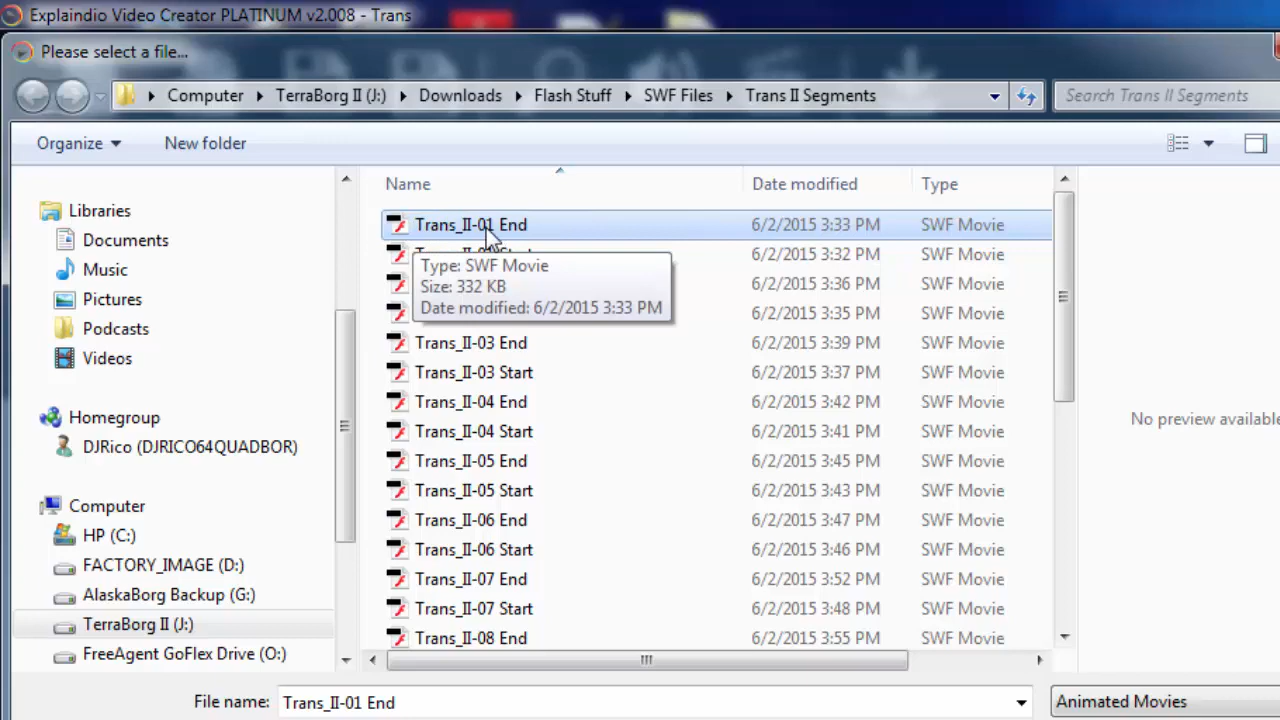 Explaindio Video Creator PLATINUM v2.008 - Trans
Please select a file...
Computer TerraBorg II (J:) Downloads Flash Stuff SWF Files Trans II Segments Search Trans II Segments
Organize New folder
Name Date modified Type
Libraries
Documents
Music
Pictures
Podcasts
Videos
Homegroup
DJRico (DJRICO64QUADBOR)
Computer
HP (C:)
FACTORY_IMAGE (D:)
AlaskaBorg Backup (G:)
TerraBorg II (J:)
FreeAgent GoFlex Drive (O:)
Trans_II-01 End 6/2/2015 3:33 PM SWF Movie
6/2/2015 3:32 PM SWF Movie
Type: SWF Movie
Size: 332 KB
Date modified: 6/2/2015 3:33 PM
6/2/2015 3:36 PM SWF Movie
6/2/2015 3:35 PM SWF Movie
Trans_II-03 End 6/2/2015 3:39 PM SWF Movie
Trans_II-03 Start 6/2/2015 3:37 PM SWF Movie
Trans_II-04 End 6/2/2015 3:42 PM SWF Movie
Trans_II-04 Start 6/2/2015 3:41 PM SWF Movie
Trans_II-05 End 6/2/2015 3:45 PM SWF Movie
Trans_II-05 Start 6/2/2015 3:43 PM SWF Movie
Trans_II-06 End 6/2/2015 3:47 PM SWF Movie
Trans_II-06 Start 6/2/2015 3:46 PM SWF Movie
Trans_II-07 End 6/2/2015 3:52 PM SWF Movie
Trans_II-07 Start 6/2/2015 3:48 PM SWF Movie
Trans_II-08 End 6/2/2015 3:55 PM SWF Movie
No preview available
File name: Trans_II-01 End Animated Movies